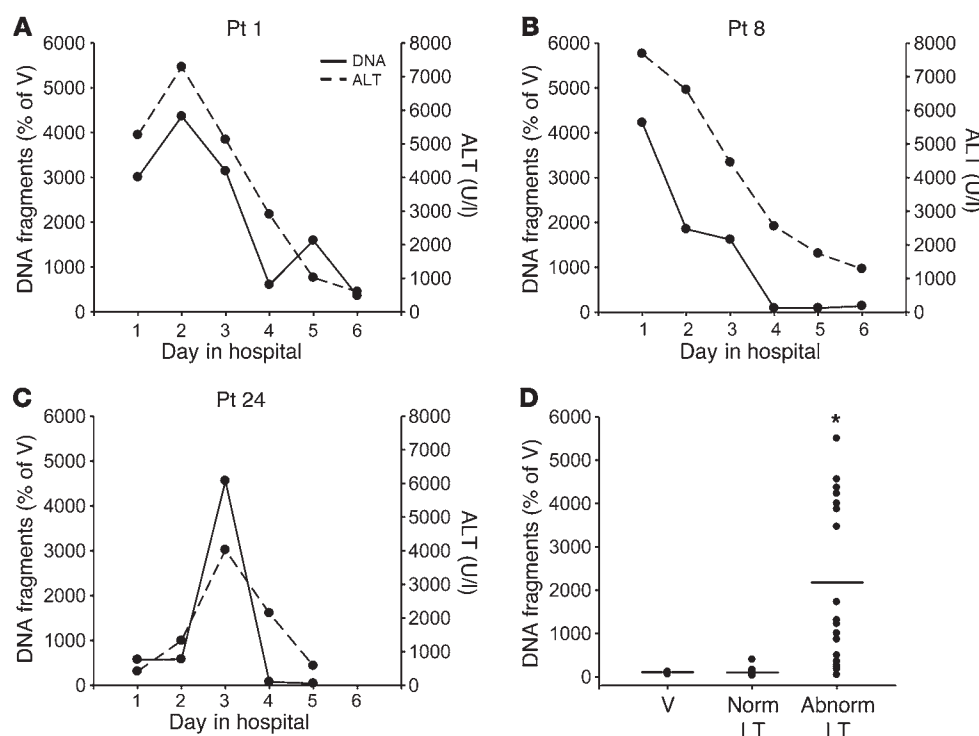 A
Pt 1
DNA fragments (% of V)
6000
5000
4000
3000
2000
1000
0
8000
7000
6000
5000
4000
3000
2000
1000
0
ALT (U/l)
DNA
ALT
1 2 3 4 5 6
Day in hospital
B
Pt 8
DNA fragments (% of V)
6000
5000
4000
3000
2000
1000
0
8000
7000
6000
5000
4000
3000
2000
1000
0
ALT (U/l)
1 2 3 4 5 6
Day in hospital
C
Pt 24
DNA fragments (% of V)
6000
5000
4000
3000
2000
1000
0
8000
7000
6000
5000
4000
3000
2000
1000
0
ALT (U/l)
1 2 3 4 5 6
Day in hospital
D
DNA fragments (% of V)
6000
5000
4000
3000
2000
1000
0
*
V Norm Abnorm
LT LT